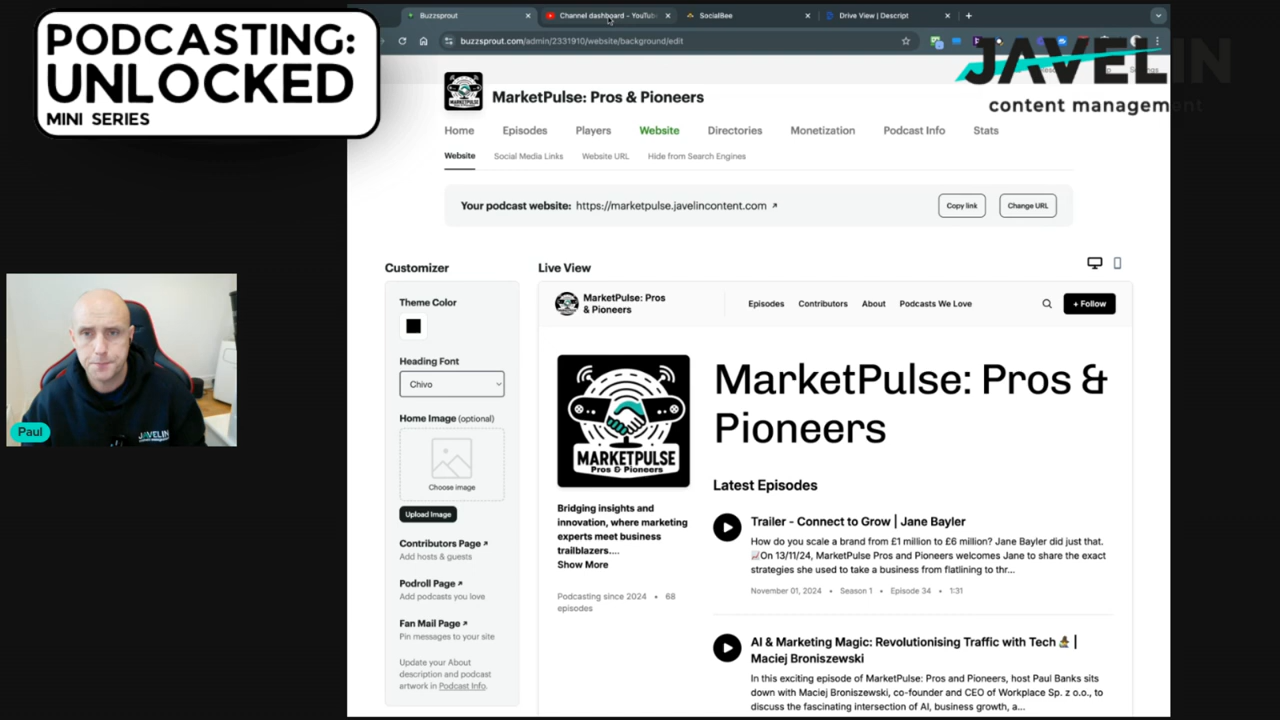 PODCASTING:
UNLOCKED
MINI SERIES
Buzzsprout
Channel dashboard - YouTub
SocialBee
Drive View | Descript
buzzsprout.com/admin/2331910/website/background/edit
JAVELIN
content management
MarketPulse: Pros & Pioneers
Home Episodes Players Website Directories Monetization Podcast Info Stats
Website Social Media Links Website URL Hide from Search Engines
Your podcast website: https://marketpulse.javelincontent.com ↗
Copy link
Change URL
Customizer
Live View
Theme Color
Heading Font
Chivo
Home Image (optional)
Choose image
Upload Image
Contributors Page ↗
Add hosts & guests
Podroll Page ↗
Add podcasts you love
Fan Mail Page ↗
Pin messages to your site
Update your About
description and podcast
artwork in Podcast Info.
MarketPulse: Pros
& Pioneers
Episodes Contributors About Podcasts We Love
+ Follow
MARKETPULSE
Pros & Pioneers
MarketPulse: Pros &
Pioneers
Bridging insights and
innovation, where marketing
experts meet business
trailblazers....
Show More
Podcasting since 2024 • 68
episodes
Latest Episodes
Trailer - Connect to Grow | Jane Bayler
How do you scale a brand from £1 million to £6 million? Jane Bayler did just that.
📈On 13/11/24, MarketPulse Pros and Pioneers welcomes Jane to share the exact
strategies she used to take a business from flatlining to thr...
November 01, 2024 • Season 1 • Episode 34 • 1:31
AI & Marketing Magic: Revolutionising Traffic with Tech 🕵️ |
Maciej Broniszewski
In this exciting episode of MarketPulse: Pros and Pioneers, host Paul Banks sits
down with Maciej Broniszewski, co-founder and CEO of Workplace Sp. z o.o., to
discuss the fascinating intersection of AI, business growth, a...
JAVELIN
Paul